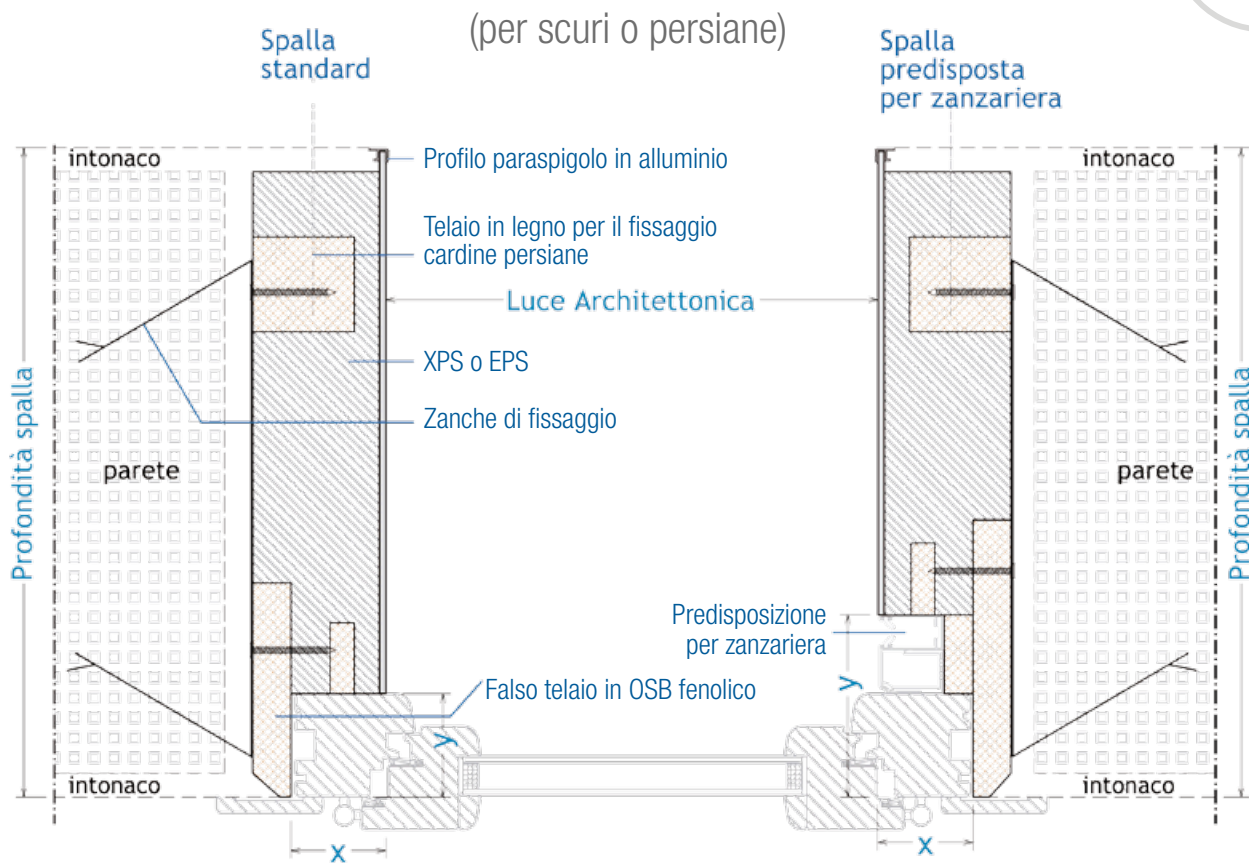 (per scuri o persiane)
Spalla
standard
Spalla
predisposta
per zanzariera
intonaco
Profilo paraspigolo in alluminio
intonaco
Telaio in legno per il fissaggio
cardine persiane
Luce Architettonica
XPS o EPS
Zanche di fissaggio
Profondità spalla
parete
parete
Profondità spalla
Predisposizione
per zanzariera
Falso telaio in OSB fenolico
y
y
intonaco
intonaco
x
x